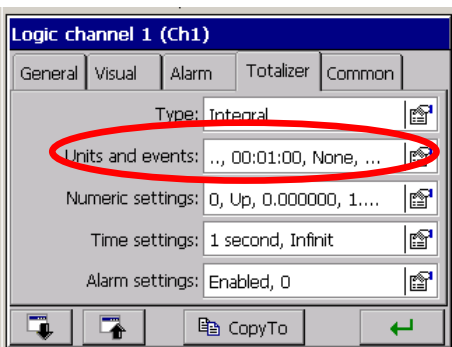 Logic channel 1 (Ch1)
General Visual Alarm Totalizer Common
Type: Integral
Units and events: .., 00:01:00, None, ...
Numeric settings: 0, Up, 0.000000, 1....
Time settings: 1 second, Infinit
Alarm settings: Enabled, 0
CopyTo